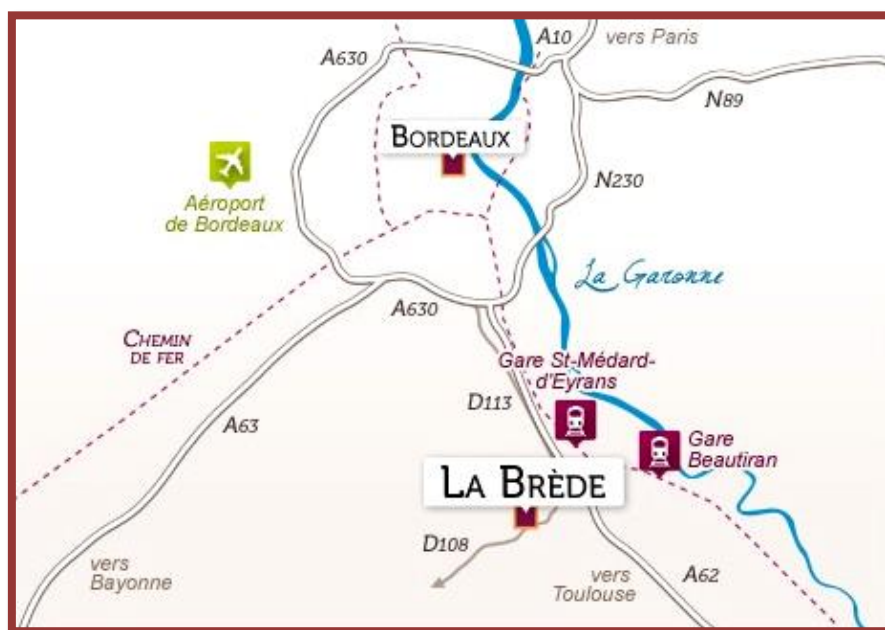 A10
vers Paris
A630
N89
BORDEAUX
N230
Aéroport
de Bordeaux
La Garonne
A630
CHEMIN
DE FER
Gare St-Médard-
d'Eyrans
D113
A63
Gare
Beautiran
LA BRÈDE
D108
vers
Bayonne
vers
Toulouse
A62